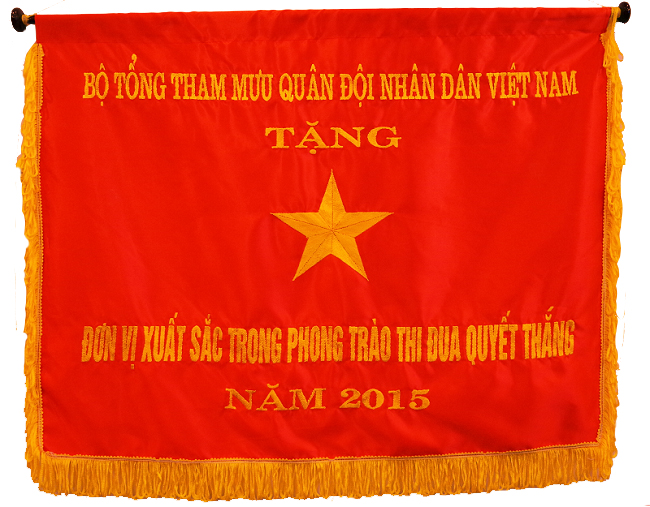 BỘ TỔNG THAM MƯU QUÂN ĐỘI NHÂN DÂN VIỆT NAM
TẶNG
ĐƠN VỊ XUẤT SẮC TRONG PHONG TRÀO THI ĐUA QUYẾT THẮNG
NĂM 2015